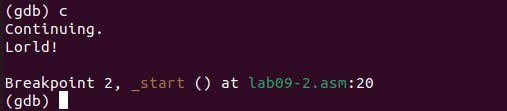 (gdb) c
Continuing.
Lorld!

Breakpoint 2, _start () at lab09-2.asm:20
(gdb)